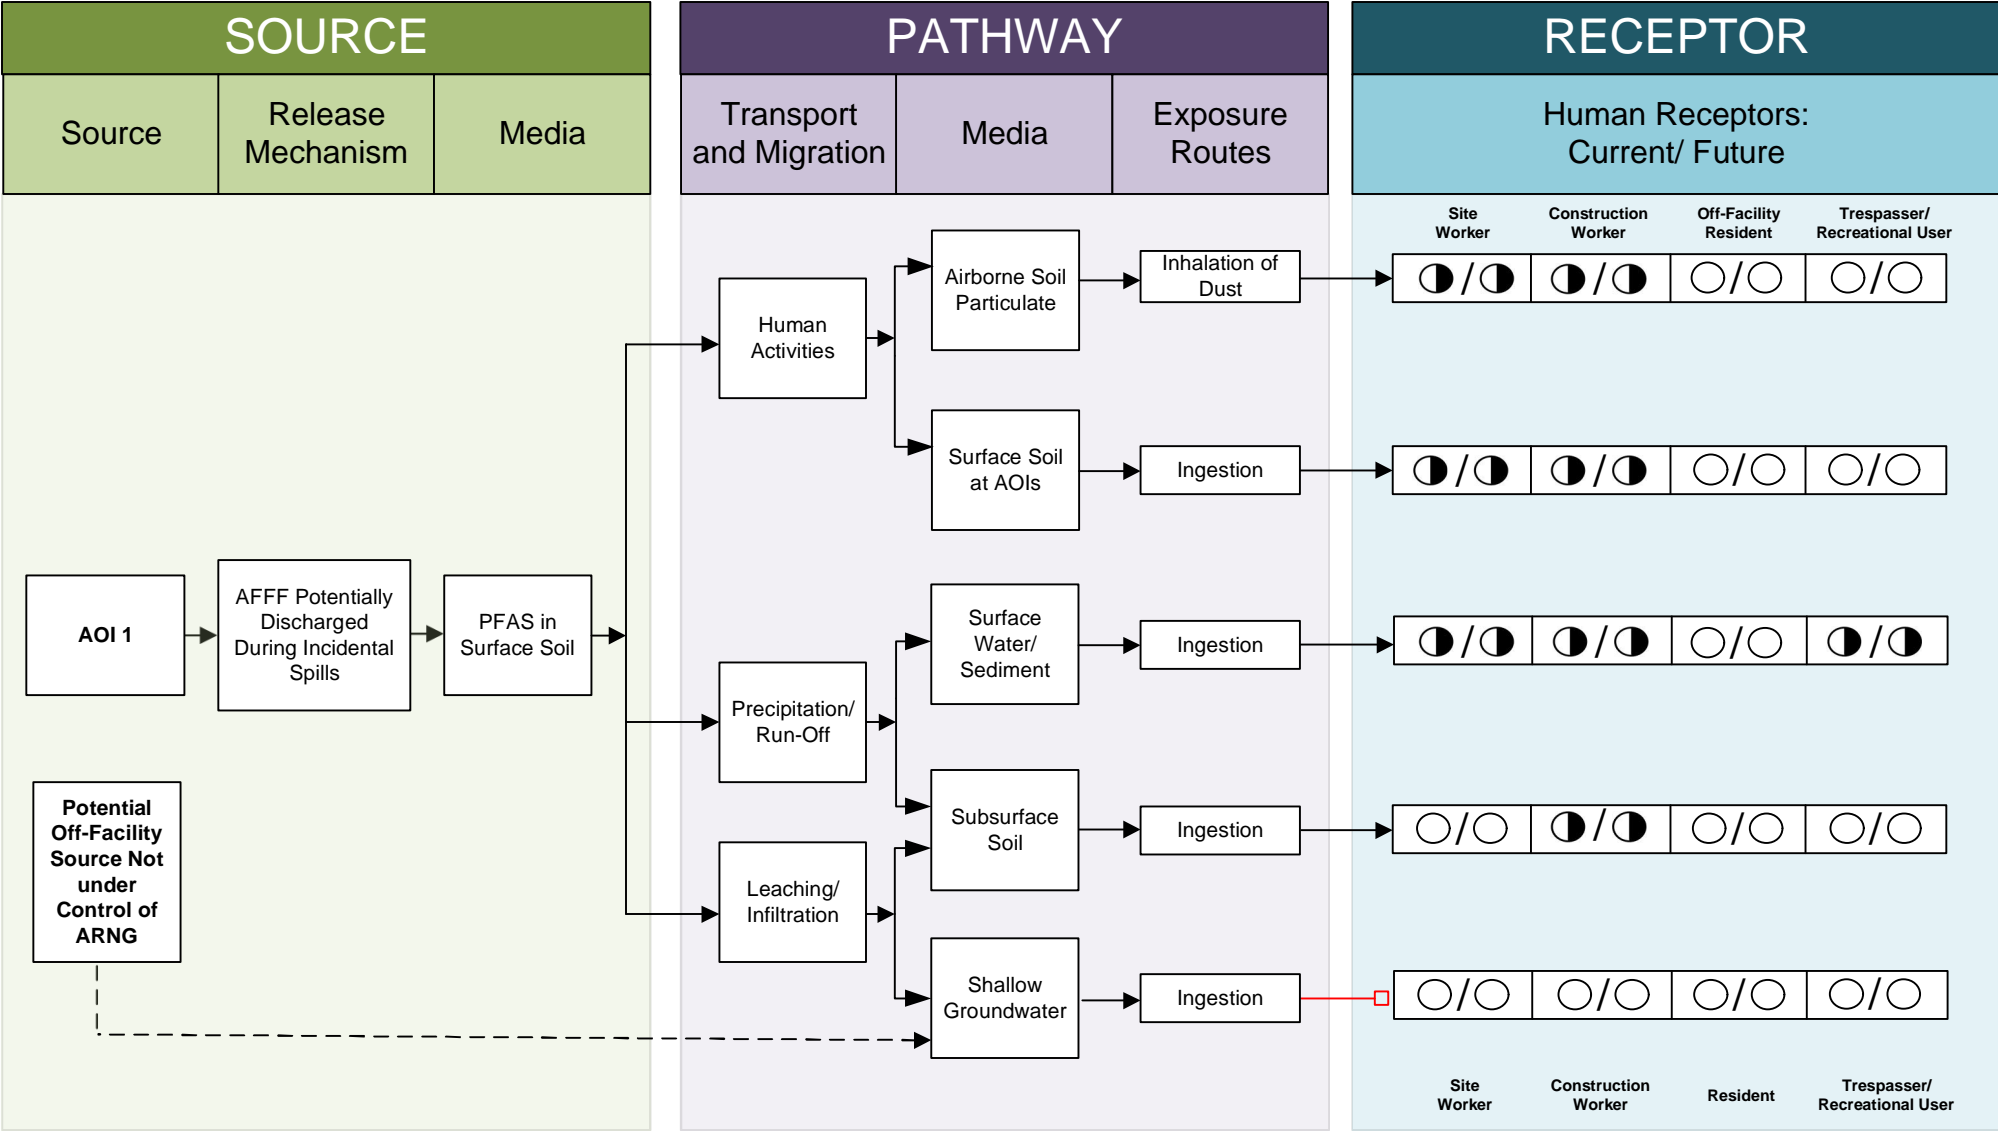 SOURCE
PATHWAY
RECEPTOR
Source
Release
Mechanism
Media
Transport
and Migration
Media
Exposure
Routes
Human Receptors:
Current/ Future
Site
Worker
Construction
Worker
Off-Facility
Resident
Trespasser/
Recreational User
Airborne Soil
Particulate
Inhalation of
Dust
/
/
/
/
Human
Activities
Surface Soil
at AOIs
Ingestion
/
/
/
/
AOI 1
AFFF Potentially
Discharged
During Incidental
Spills
PFAS in
Surface Soil
Surface
Water/
Sediment
Ingestion
/
/
/
/
Precipitation/
Run-Off
Subsurface
Soil
Ingestion
/
/
/
/
Potential
Off-Facility
Source Not
under
Control of
ARNG
Leaching/
Infiltration
Shallow
Groundwater
Ingestion
/
/
/
/
Site
Worker
Construction
Worker
Resident
Trespasser/
Recreational User